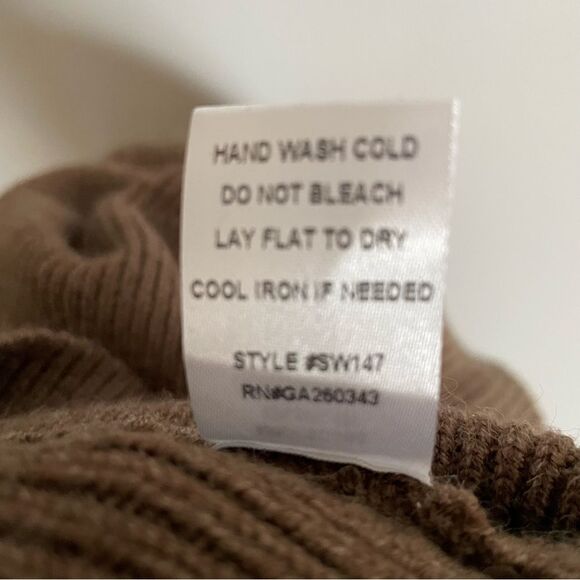 HAND WASH COLD
DO NOT BLEACH
LAY FLAT TO DRY
COOL IRON IF NEEDED
STYLE #SW147
RN#GA260343